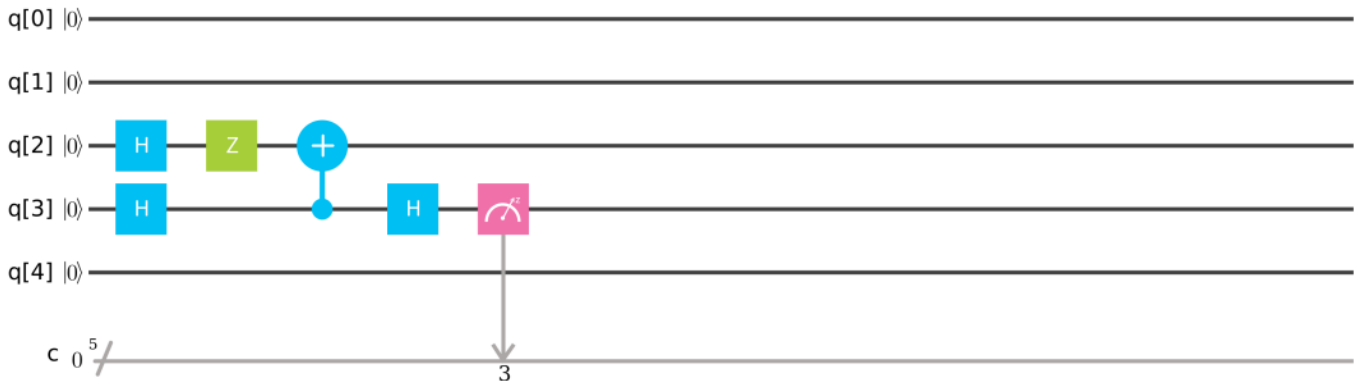 q[0] |0⟩
q[1] |0⟩
q[2] |0⟩ H Z +
q[3] |0⟩ H H z
q[4] |0⟩
c 0 5
3